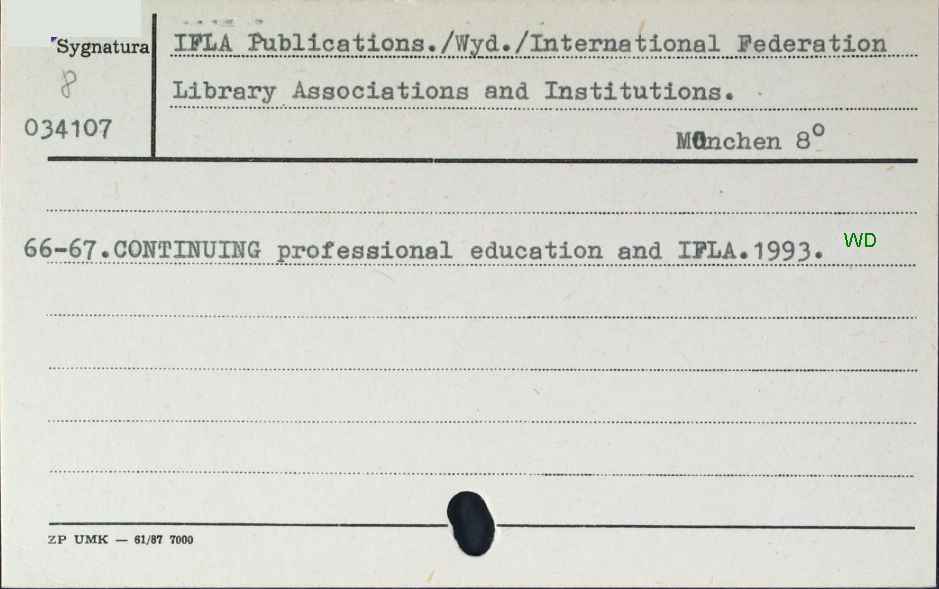 Sygnatura
8
034107
IFLA Publications./Wyd./International Federation
Library Associations and Institutions.
München 8°
66-67.CONTINUING professional education and IFLA.1993. WD
ZP UMK — 61/87 7000